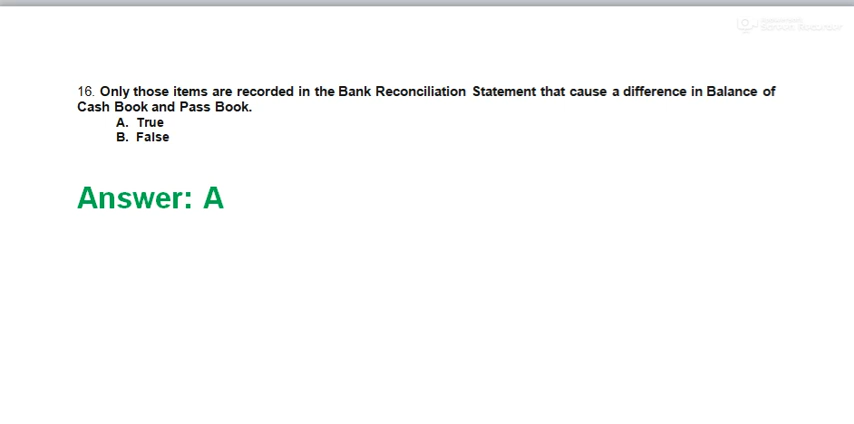 16. Only those items are recorded in the Bank Reconciliation Statement that cause a difference in Balance of
Cash Book and Pass Book.
A. True
B. False
Answer: A